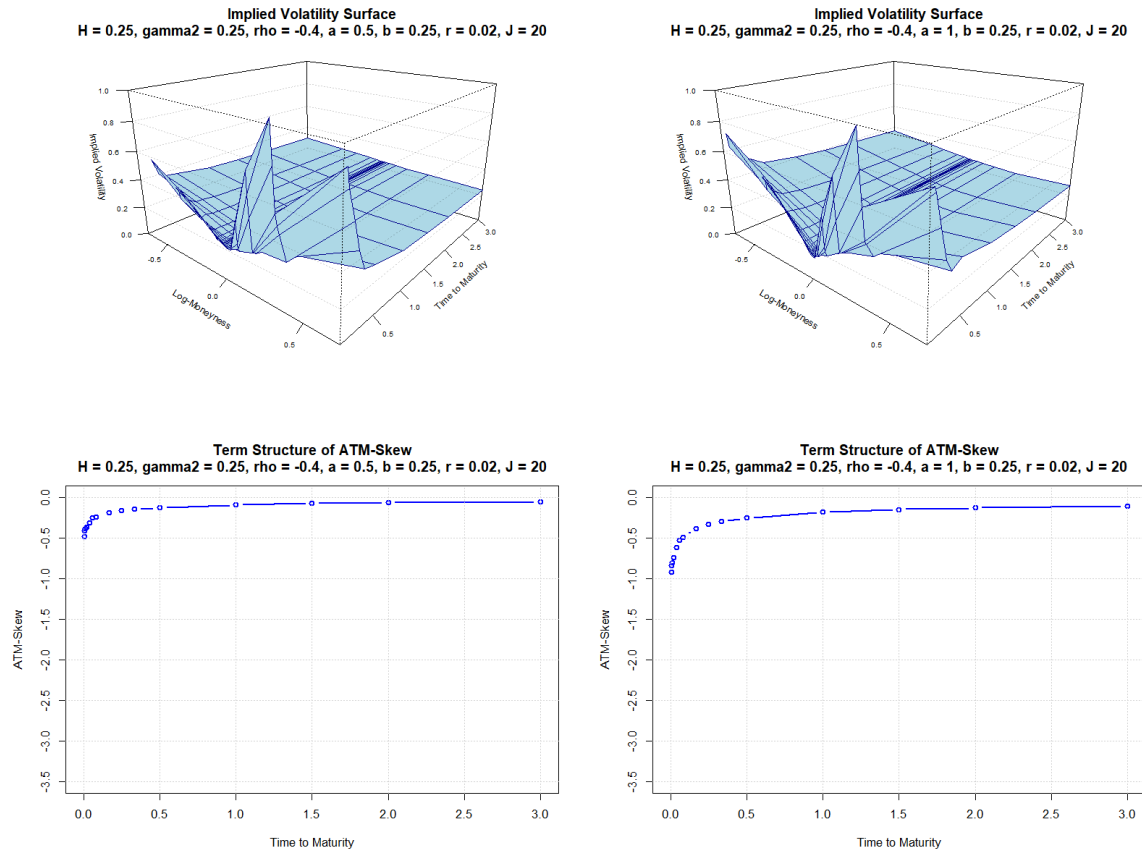 Implied Volatility Surface
H = 0.25, gamma2 = 0.25, rho = -0.4, a = 0.5, b = 0.25, r = 0.02, J = 20
1.0
0.8
0.6
0.4
0.2
0.0
Implied Volatility
-0.5
0.0
0.5
Log-Moneyness
0.5
1.0
1.5
2.0
2.5
3.0
Time to Maturity
Implied Volatility Surface
H = 0.25, gamma2 = 0.25, rho = -0.4, a = 1, b = 0.25, r = 0.02, J = 20
1.0
0.8
0.6
0.4
0.2
0.0
Implied Volatility
-0.5
0.0
0.5
Log-Moneyness
0.5
1.0
1.5
2.0
2.5
3.0
Time to Maturity
Term Structure of ATM-Skew
H = 0.25, gamma2 = 0.25, rho = -0.4, a = 0.5, b = 0.25, r = 0.02, J = 20
0.0
-0.5
-1.0
-1.5
-2.0
-2.5
-3.0
-3.5
ATM-Skew
0.0 0.5 1.0 1.5 2.0 2.5 3.0
Time to Maturity
Term Structure of ATM-Skew
H = 0.25, gamma2 = 0.25, rho = -0.4, a = 1, b = 0.25, r = 0.02, J = 20
0.0
-0.5
-1.0
-1.5
-2.0
-2.5
-3.0
-3.5
ATM-Skew
0.0 0.5 1.0 1.5 2.0 2.5 3.0
Time to Maturity